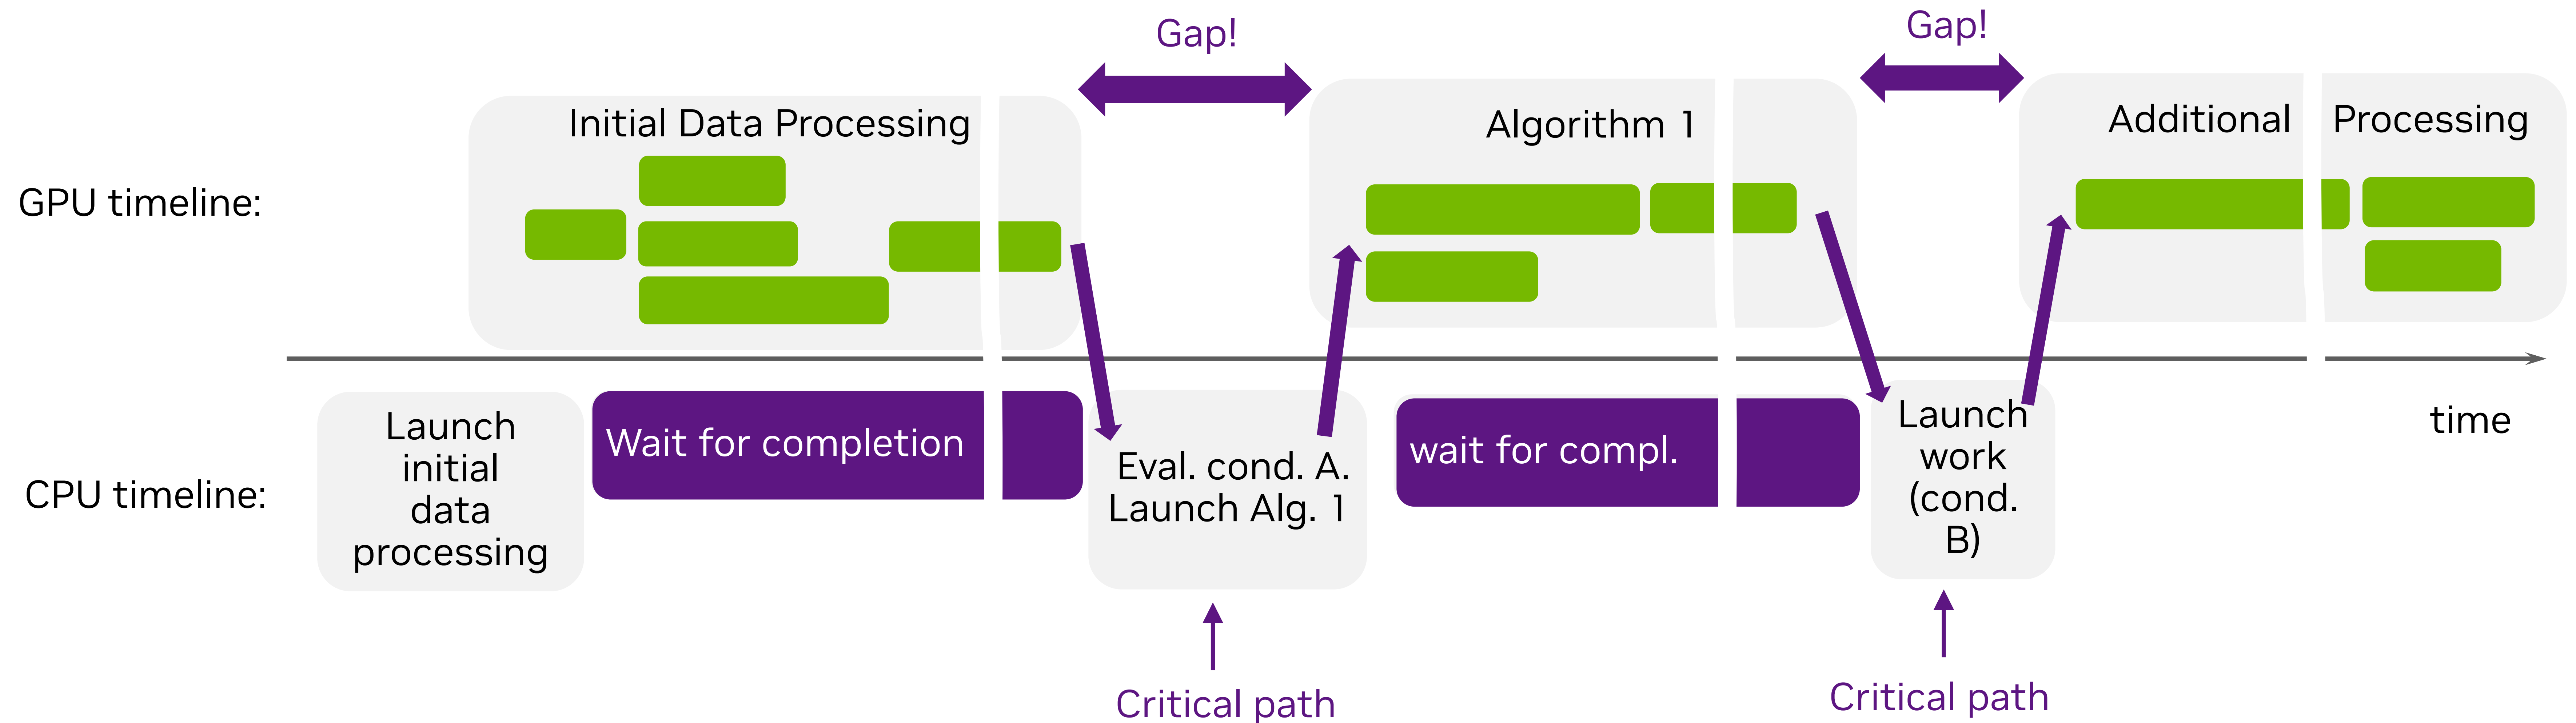 Gap!
Gap!
Initial Data Processing
Algorithm 1
Additional Processing
GPU timeline:
time
CPU timeline:
Launch
initial
data
processing
Wait for completion
Eval. cond. A.
Launch Alg. 1
wait for compl.
Launch
work
(cond.
B)
Critical path
Critical path